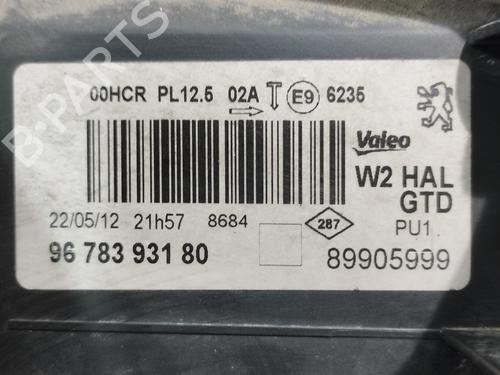 00HCR PL12.5 02A E9 6235
Valeo
W2 HAL
GTD
22/05/12 21h57 8684
287
PU1
96 783 931 80
89905999
B-PARTS